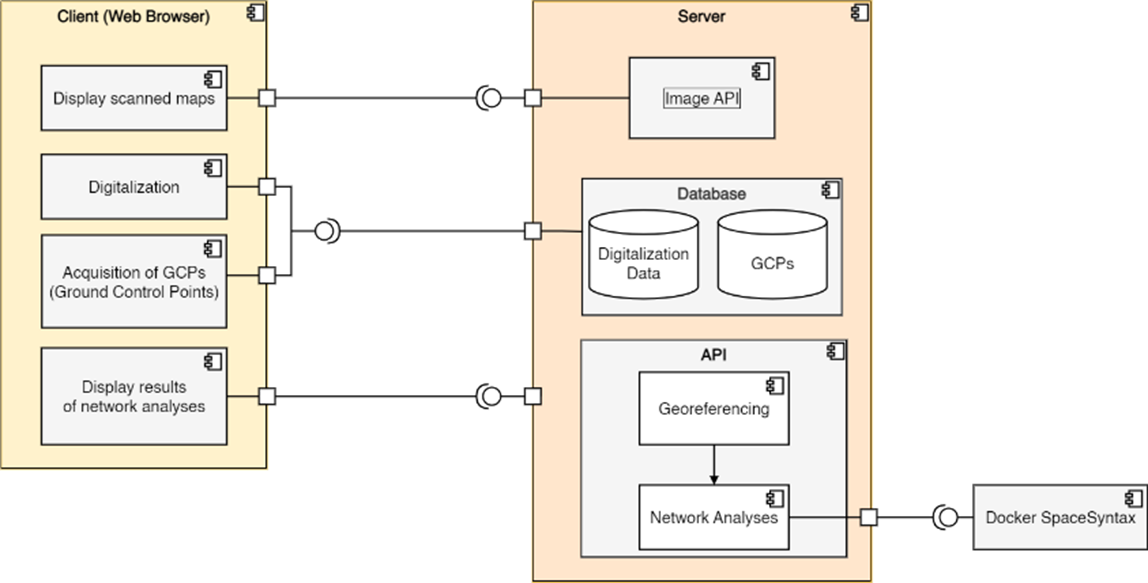 Client (Web Browser)
Display scanned maps
Digitalization
Acquisition of GCPs
(Ground Control Points)
Display results
of network analyses
Server
Image API
Database
Digitalization
Data
GCPs
API
Georeferencing
Network Analyses
Docker SpaceSyntax